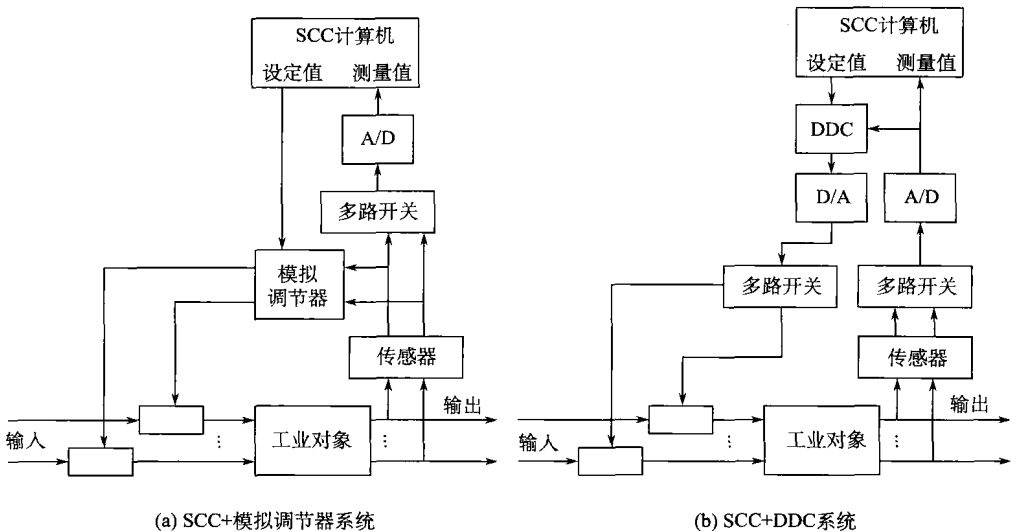 SCC计算机
设定值 测量值
A/D
多路开关
模拟
调节器
传感器
输入
工业对象
输出
⋮
⋮
(a) SCC+模拟调节器系统
SCC计算机
设定值 测量值
DDC
D/A
A/D
多路开关
多路开关
传感器
输入
工业对象
输出
⋮
⋮
(b) SCC+DDC系统